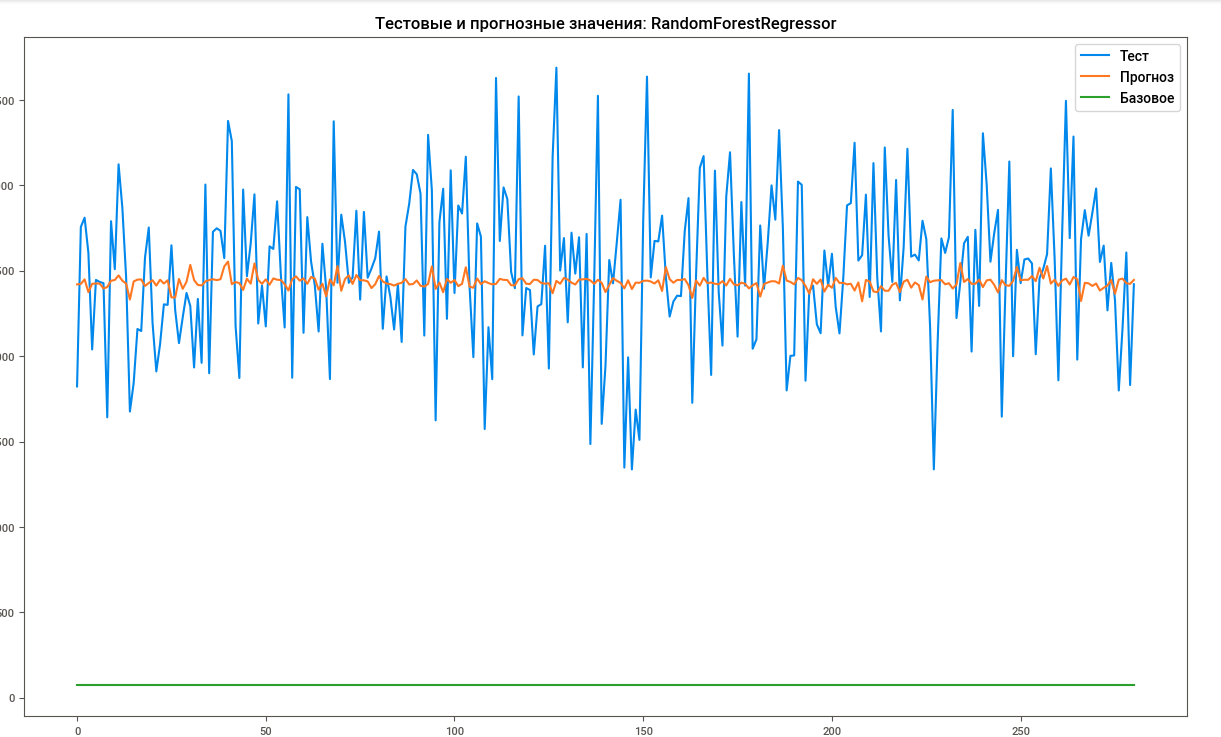 Тестовые и прогнозные значения: RandomForestRegressor
Тест
Прогноз
Базовое
0
0 50 100 150 200 250